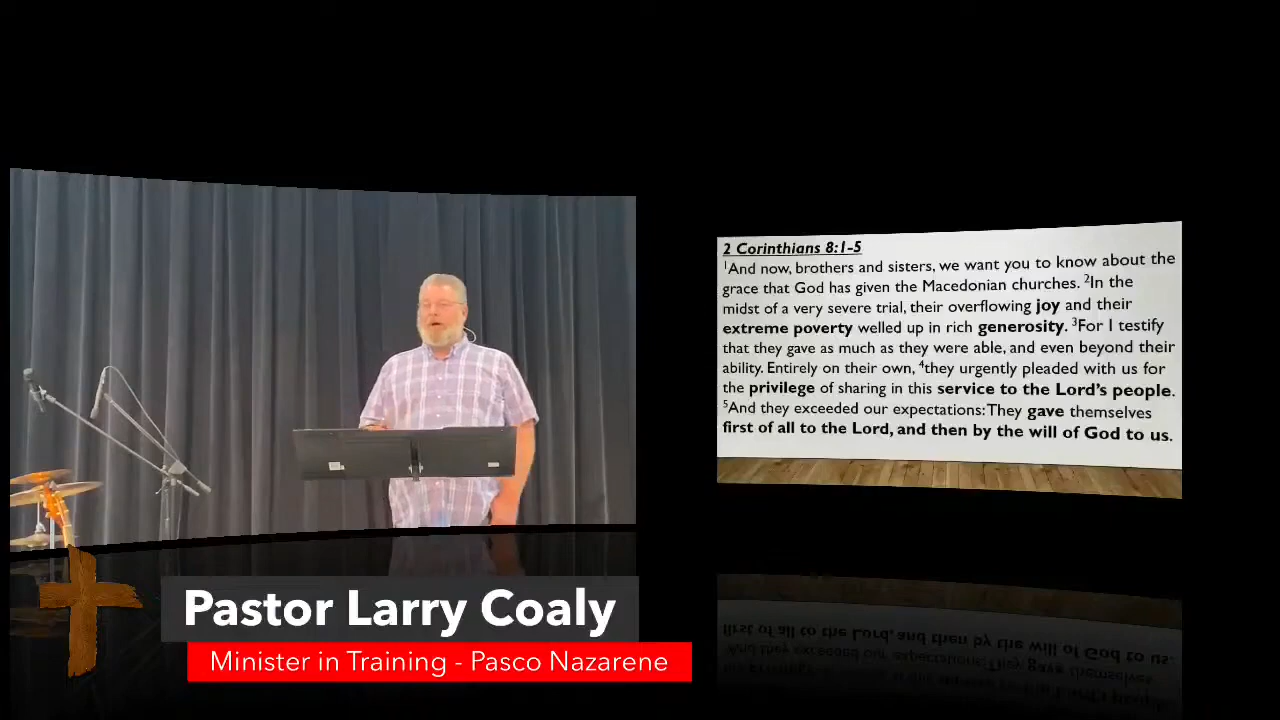 2 Corinthians 8:1-5
¹And now, brothers and sisters, we want you to know about the
grace that God has given the Macedonian churches. ²In the
midst of a very severe trial, their overflowing joy and their
extreme poverty welled up in rich generosity. ³For I testify
that they gave as much as they were able, and even beyond their
ability. Entirely on their own, ⁴they urgently pleaded with us for
the privilege of sharing in this service to the Lord's people.
⁵And they exceeded our expectations: They gave themselves
first of all to the Lord, and then by the will of God to us.
Pastor Larry Coaly
Minister in Training - Pasco Nazarene